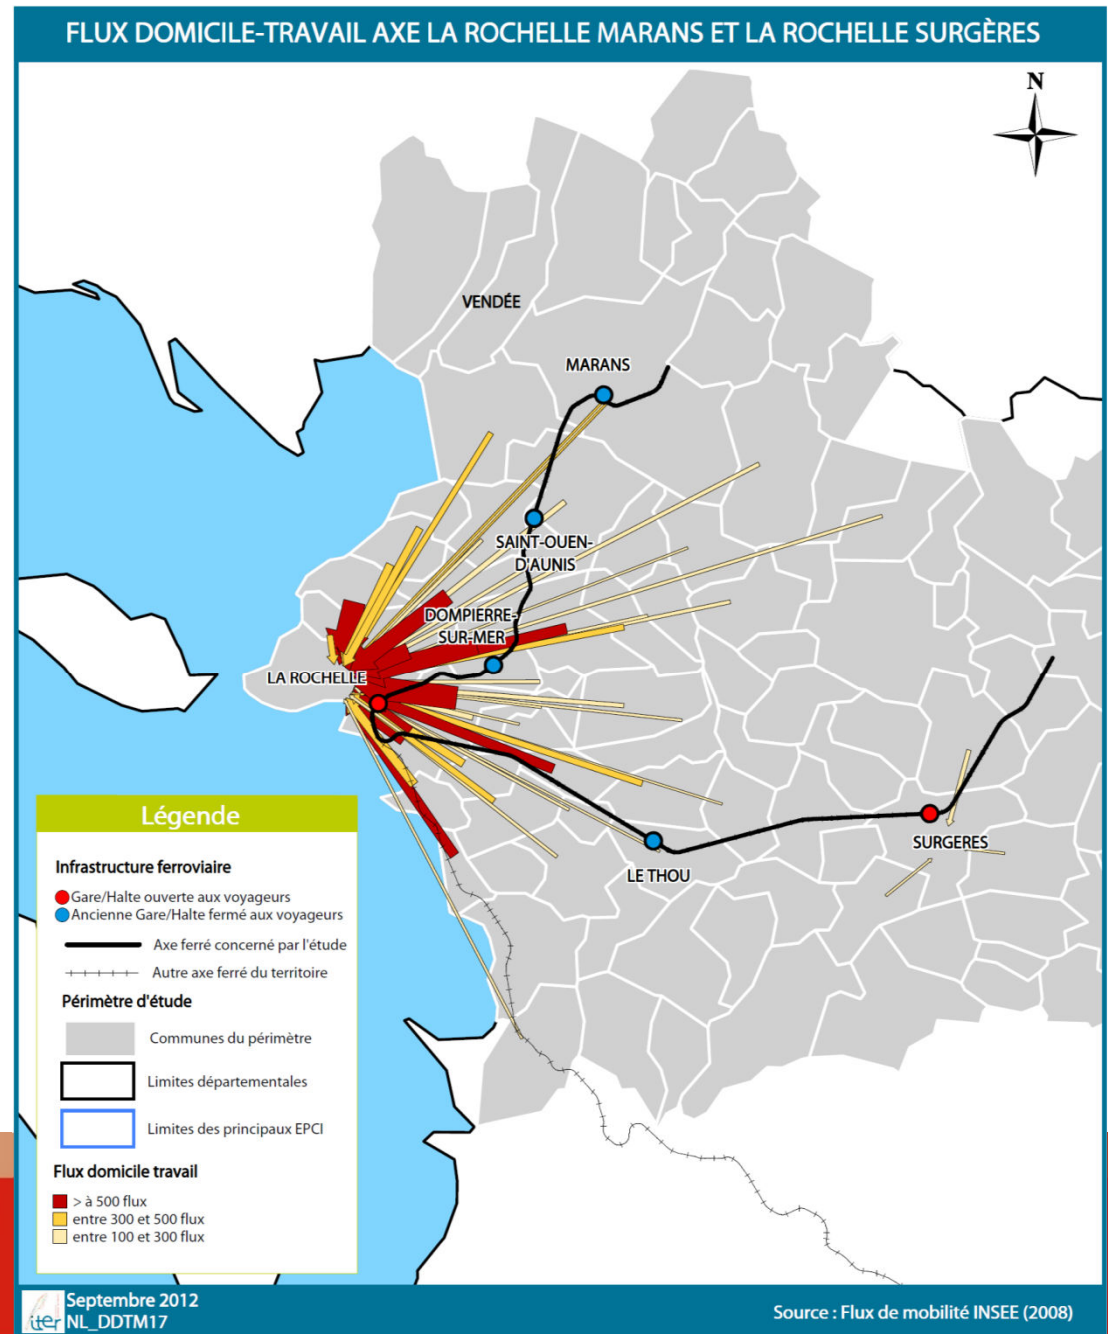 FLUX DOMICILE-TRAVAIL AXE LA ROCHELLE MARANS ET LA ROCHELLE SURGÈRES
N
VENDÉE
MARANS
SAINT-OUEN-
D'AUNIS
DOMPIERRE-
SUR-MER
LA ROCHELLE
LE THOU
SURGERES
Légende
Infrastructure ferroviaire
Gare/Halte ouverte aux voyageurs
Ancienne Gare/Halte fermé aux voyageurs
Axe ferré concerné par l'étude
Autre axe ferré du territoire
Périmètre d'étude
Communes du périmètre
Limites départementales
Limites des principaux EPCI
Flux domicile travail
> à 500 flux
entre 300 et 500 flux
entre 100 et 300 flux
iter
Septembre 2012
NL_DDTM17
Source : Flux de mobilité INSEE (2008)